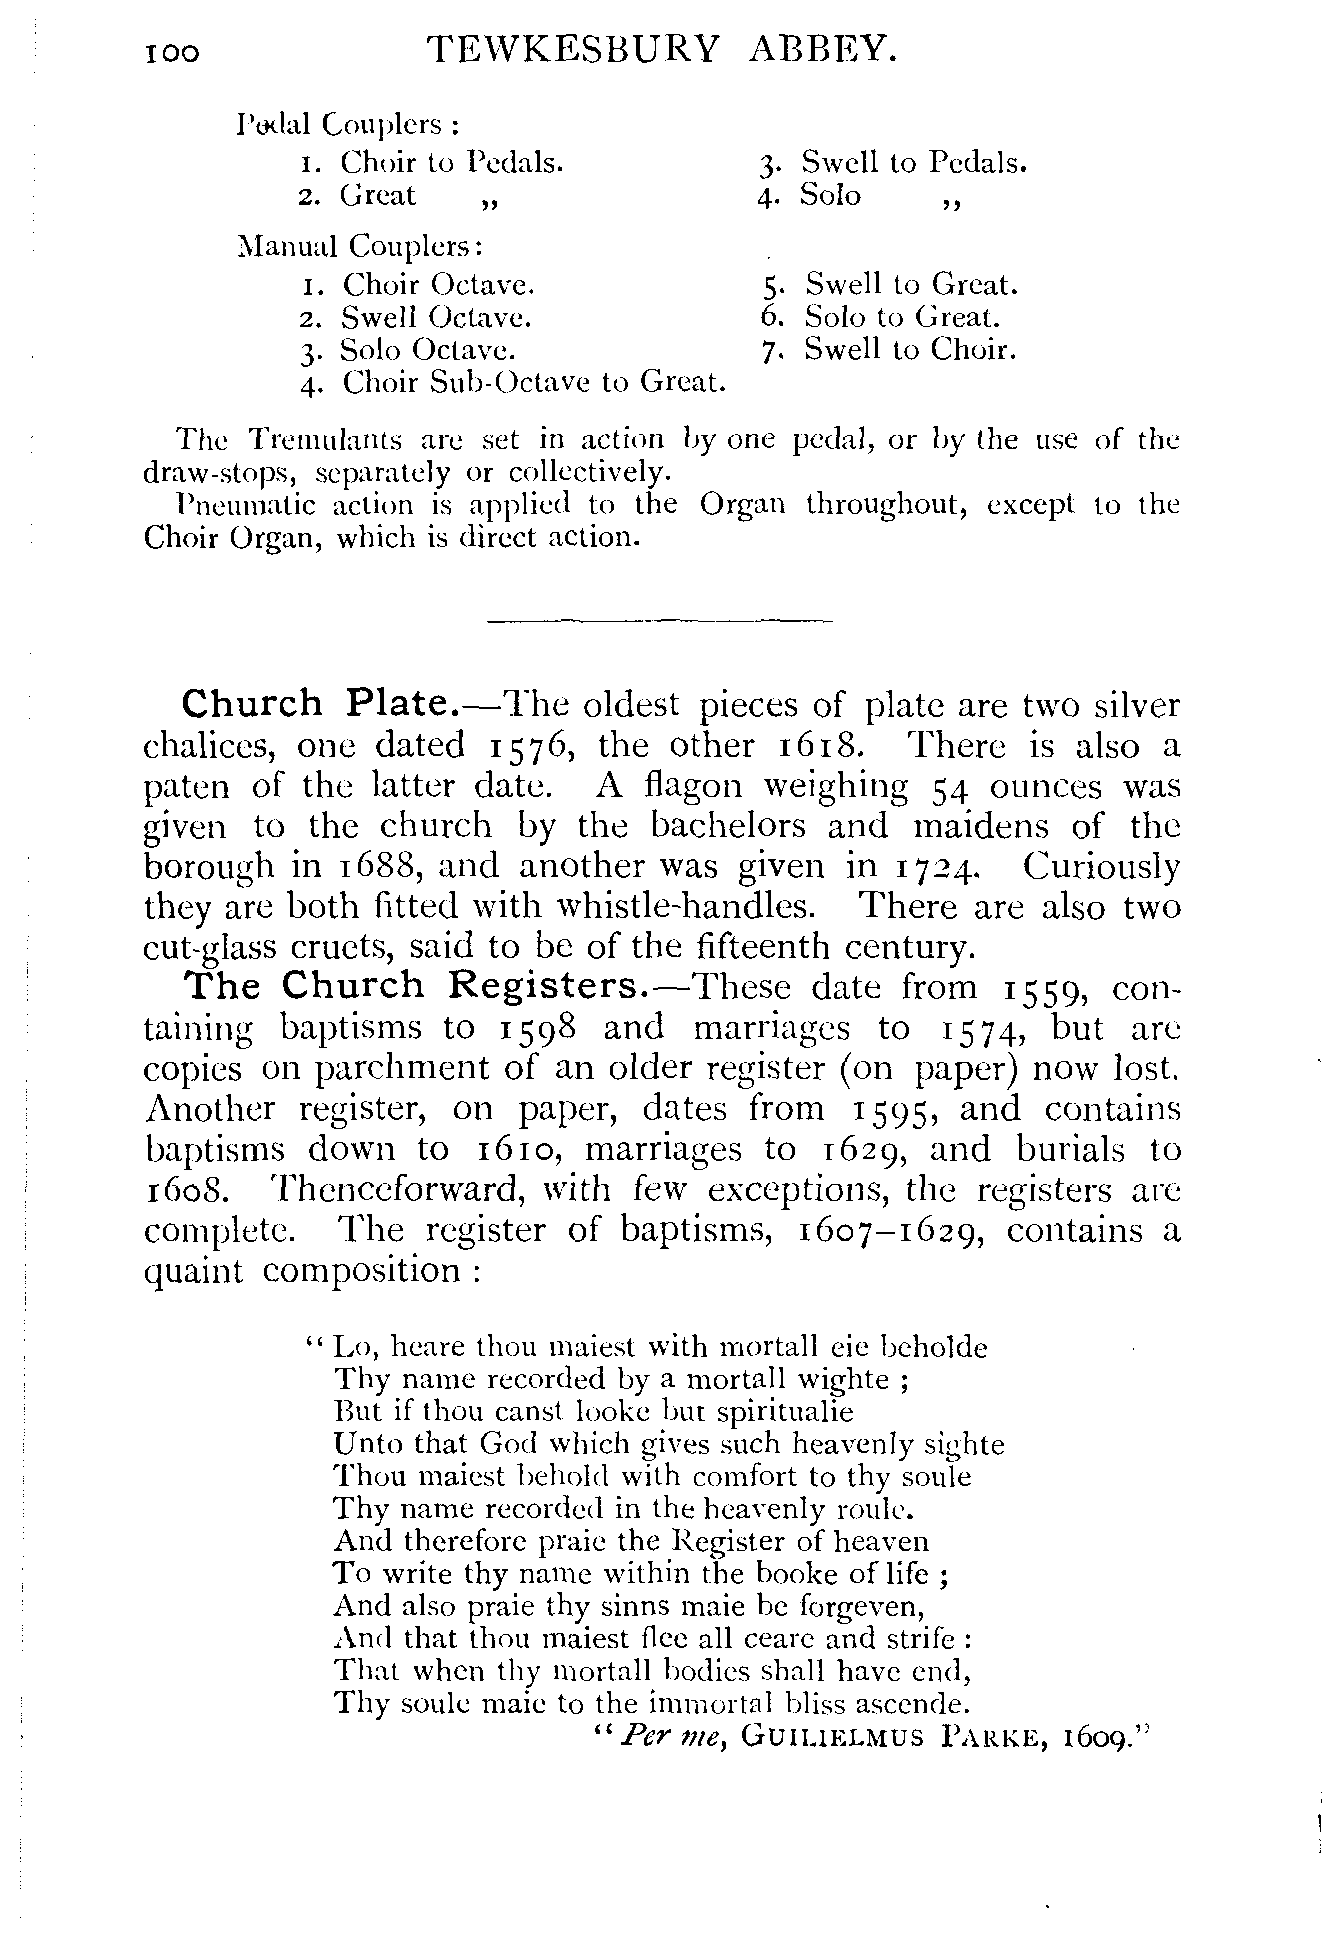 100 TEWKESBURY ABBEY.
Pedal Couplers :
1. Choir to Pedals. 3. Swell to Pedals.
2. Great „ 4. Solo „
Manual Couplers :
1. Choir Octave. 5. Swell to Great.
2. Swell Octave. 6. Solo to Great.
3. Solo Octave. 7. Swell to Choir.
4. Choir Sub-Octave to Great.
The Tremulants are set in action by one pedal, or by the use of the
draw-stops, separately or collectively.
Pneumatic action is applied to the Organ throughout, except to the
Choir Organ, which is direct action.
Church Plate.—The oldest pieces of plate are two silver
chalices, one dated 1576, the other 1618. There is also a
paten of the latter date. A flagon weighing 54 ounces was
given to the church by the bachelors and maidens of the
borough in 1688, and another was given in 1724. Curiously
they are both fitted with whistle-handles. There are also two
cut-glass cruets, said to be of the fifteenth century.
The Church Registers.—These date from 1559, con-
taining baptisms to 1598 and marriages to 1574, but are
copies on parchment of an older register (on paper) now lost.
Another register, on paper, dates from 1595, and contains
baptisms down to 1610, marriages to 1629, and burials to
1608. Thenceforward, with few exceptions, the registers are
complete. The register of baptisms, 1607–1629, contains a
quaint composition :
“ Lo, heare thou maiest with mortall eie beholde
Thy name recorded by a mortall wighte ;
But if thou canst looke but spiritualie
Unto that God which gives such heavenly sighte
Thou maiest behold with comfort to thy soule
Thy name recorded in the heavenly roule.
And therefore praie the Register of heaven
To write thy name within the booke of life ;
And also praie thy sinns maie be forgeven,
And that thou maiest flee all ceare and strife :
That when thy mortall bodies shall have end,
Thy soule maie to the immortal bliss ascende.
“ Per me, GUILIELMUS PARKE, 1609.”